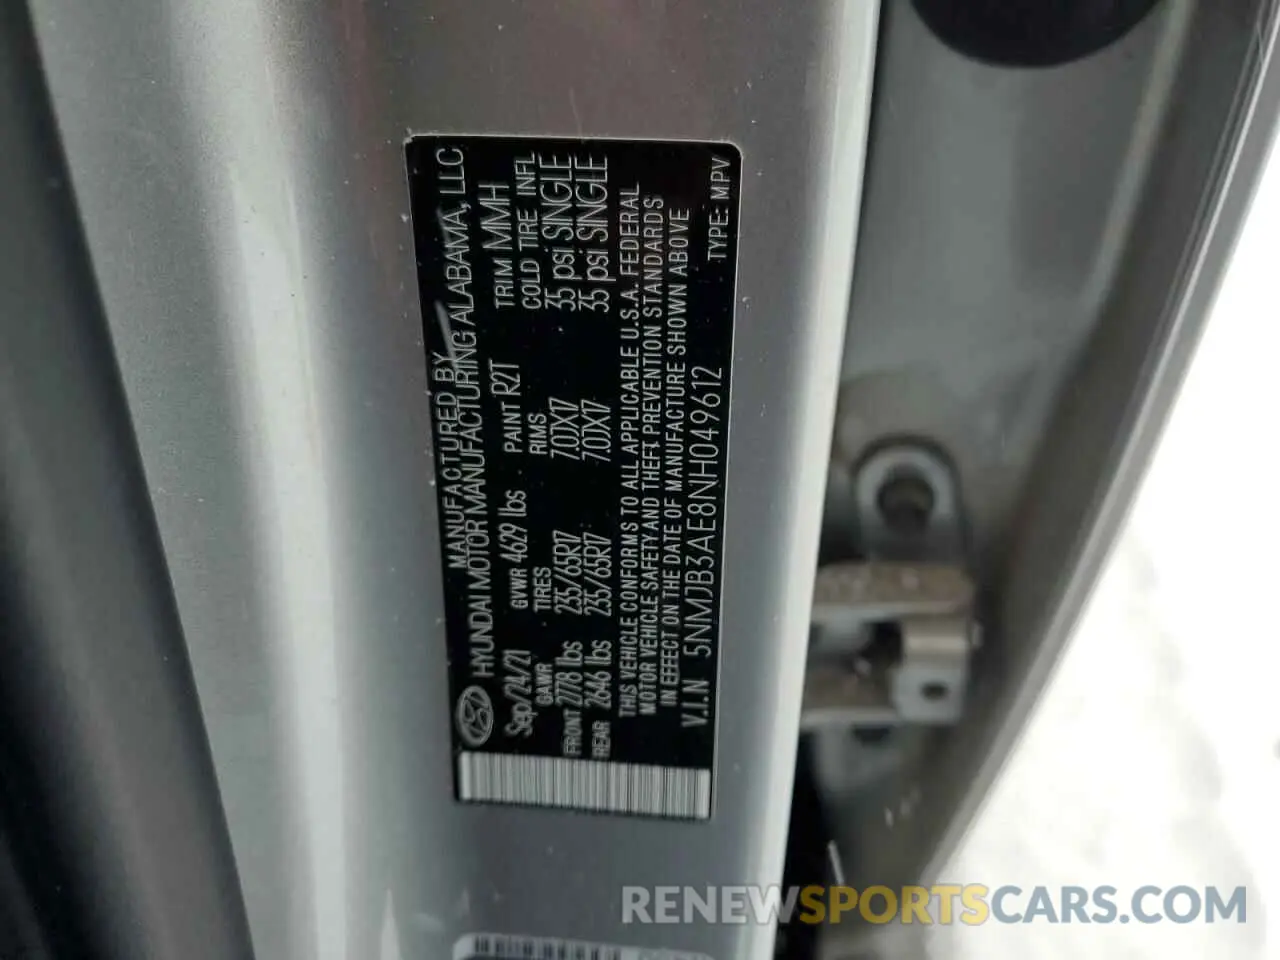 MANUFACTURED BY
HYUNDAI MOTOR MANUFACTURING ALABAMA, LLC
Sep/24/21 GVWR 4629 lbs PAINT R2T TRIM MMH
GAWR TIRES RIMS COLD TIRE INFL
FRONT 2778 lbs 235/65R17 7.0JX17 35 psi SINGLE
REAR 2646 lbs 235/65R17 7.0JX17 35 psi SINGLE
THIS VEHICLE CONFORMS TO ALL APPLICABLE U.S.A. FEDERAL
MOTOR VEHICLE SAFETY AND THEFT PREVENTION STANDARDS
IN EFFECT ON THE DATE OF MANUFACTURE SHOWN ABOVE
V.I.N 5NMJB3AE8NH049612 TYPE: MPV
RENEWSPORTSCARS.COM